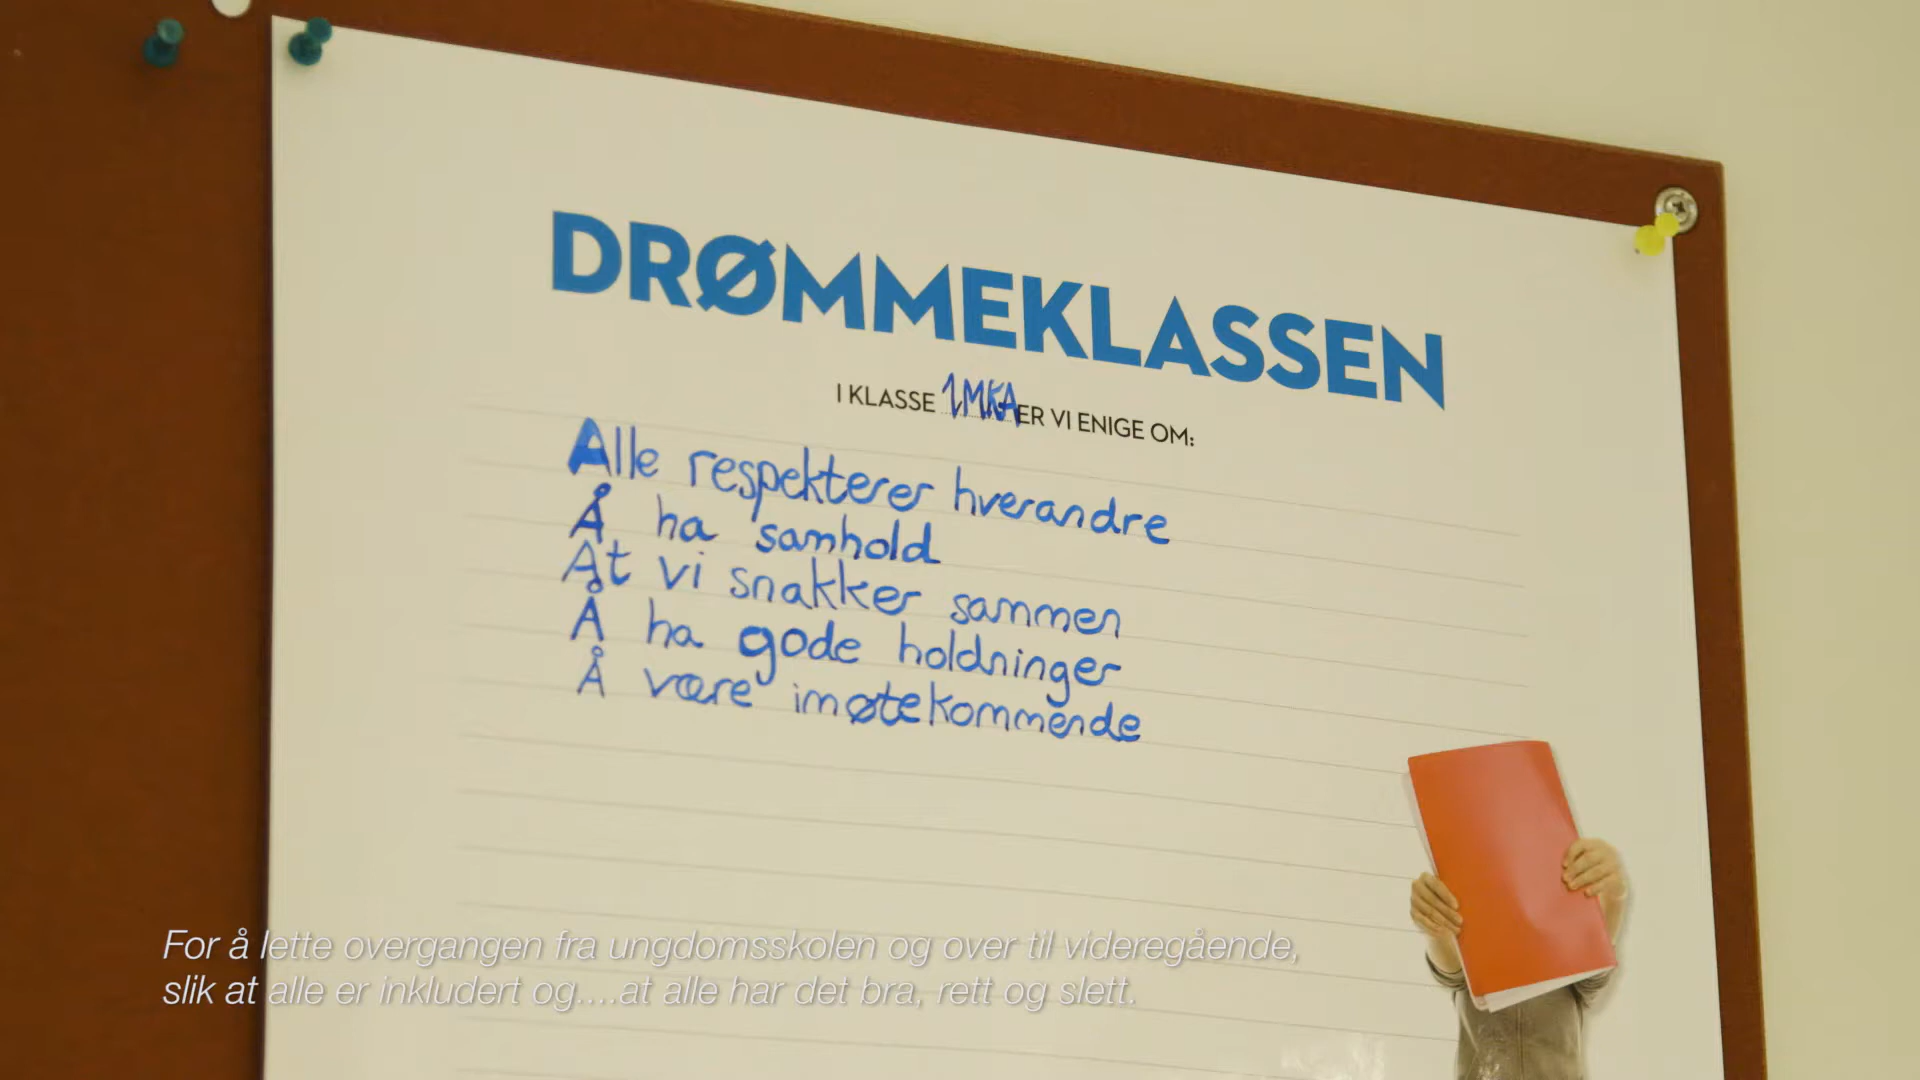 DRØMMEKLASSEN
I KLASSE 1MKA ER VI ENIGE OM:
Alle respekterer hverandre
Å ha samhold
At vi snakker sammen
Å ha gode holdninger
Å være imøtekommende
For å lette overgangen fra ungdomsskolen og over til videregående,
slik at alle er inkludert og....at alle har det bra, rett og slett.